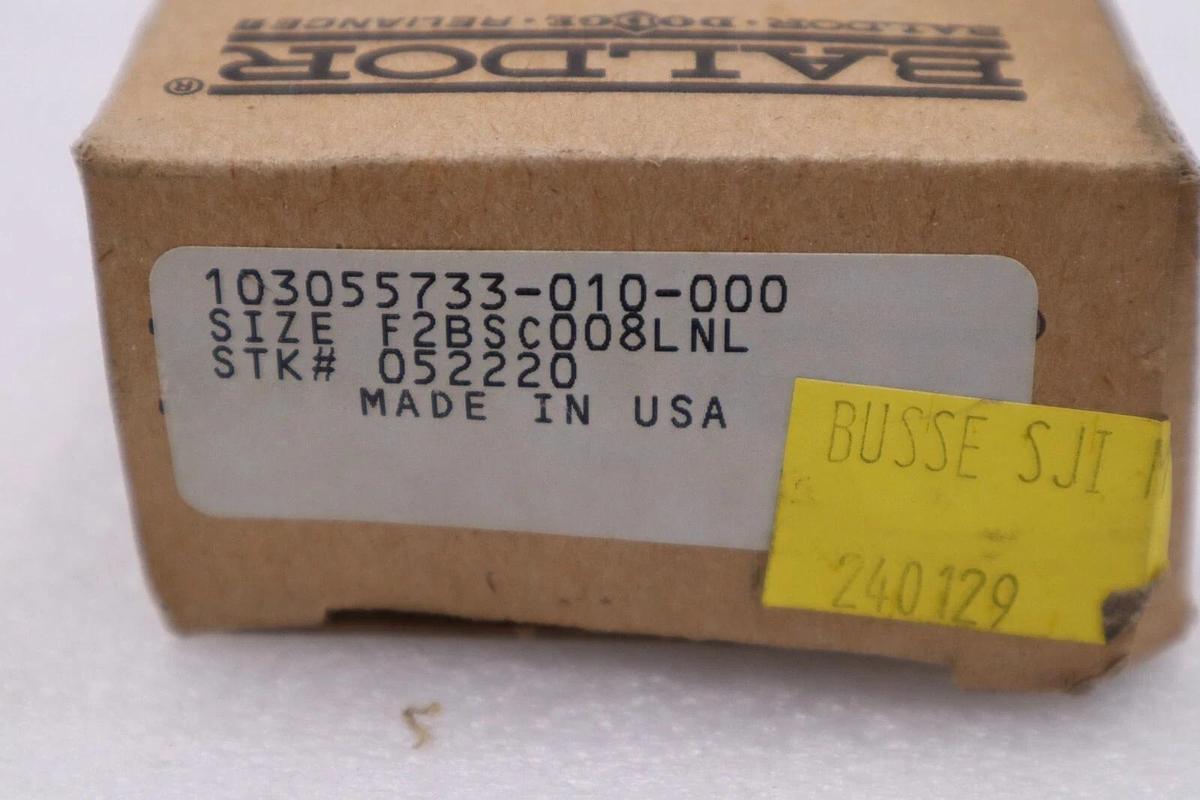 BALDOR · DODGE · RELIANCE
BALDOR
®
103055733-010-000
SIZE F2BSC008LNL
STK# 052220
MADE IN USA
BUSSE SJI
240129